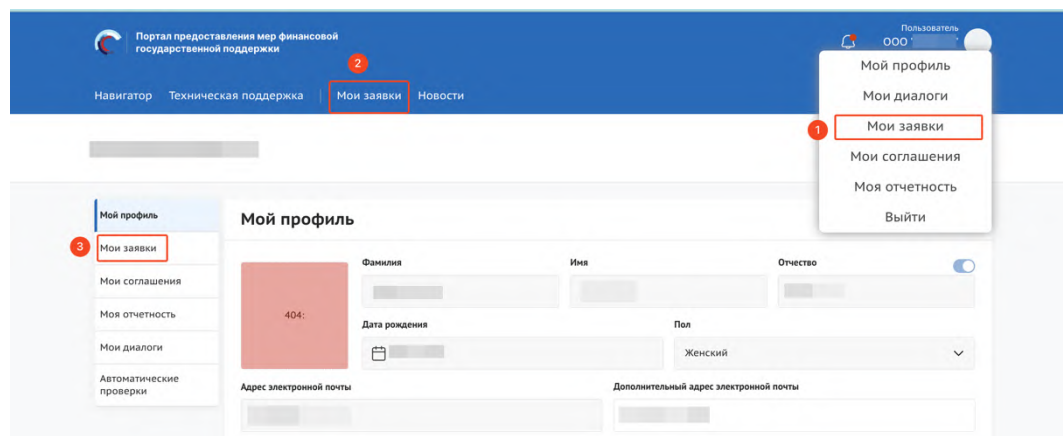 Портал предоставления мер финансовой
государственной поддержки
Пользователь
ООО
2
Навигатор Техническая поддержка Мои заявки Новости
Мой профиль
Мои диалоги
1 Мои заявки
Мои соглашения
Моя отчетность
Выйти
Мой профиль
3 Мои заявки
Мои соглашения
Моя отчетность
Мои диалоги
Автоматические
проверки
Мой профиль
404:
Фамилия Имя Отчество
Дата рождения Пол
Женский
Адрес электронной почты Дополнительный адрес электронной почты